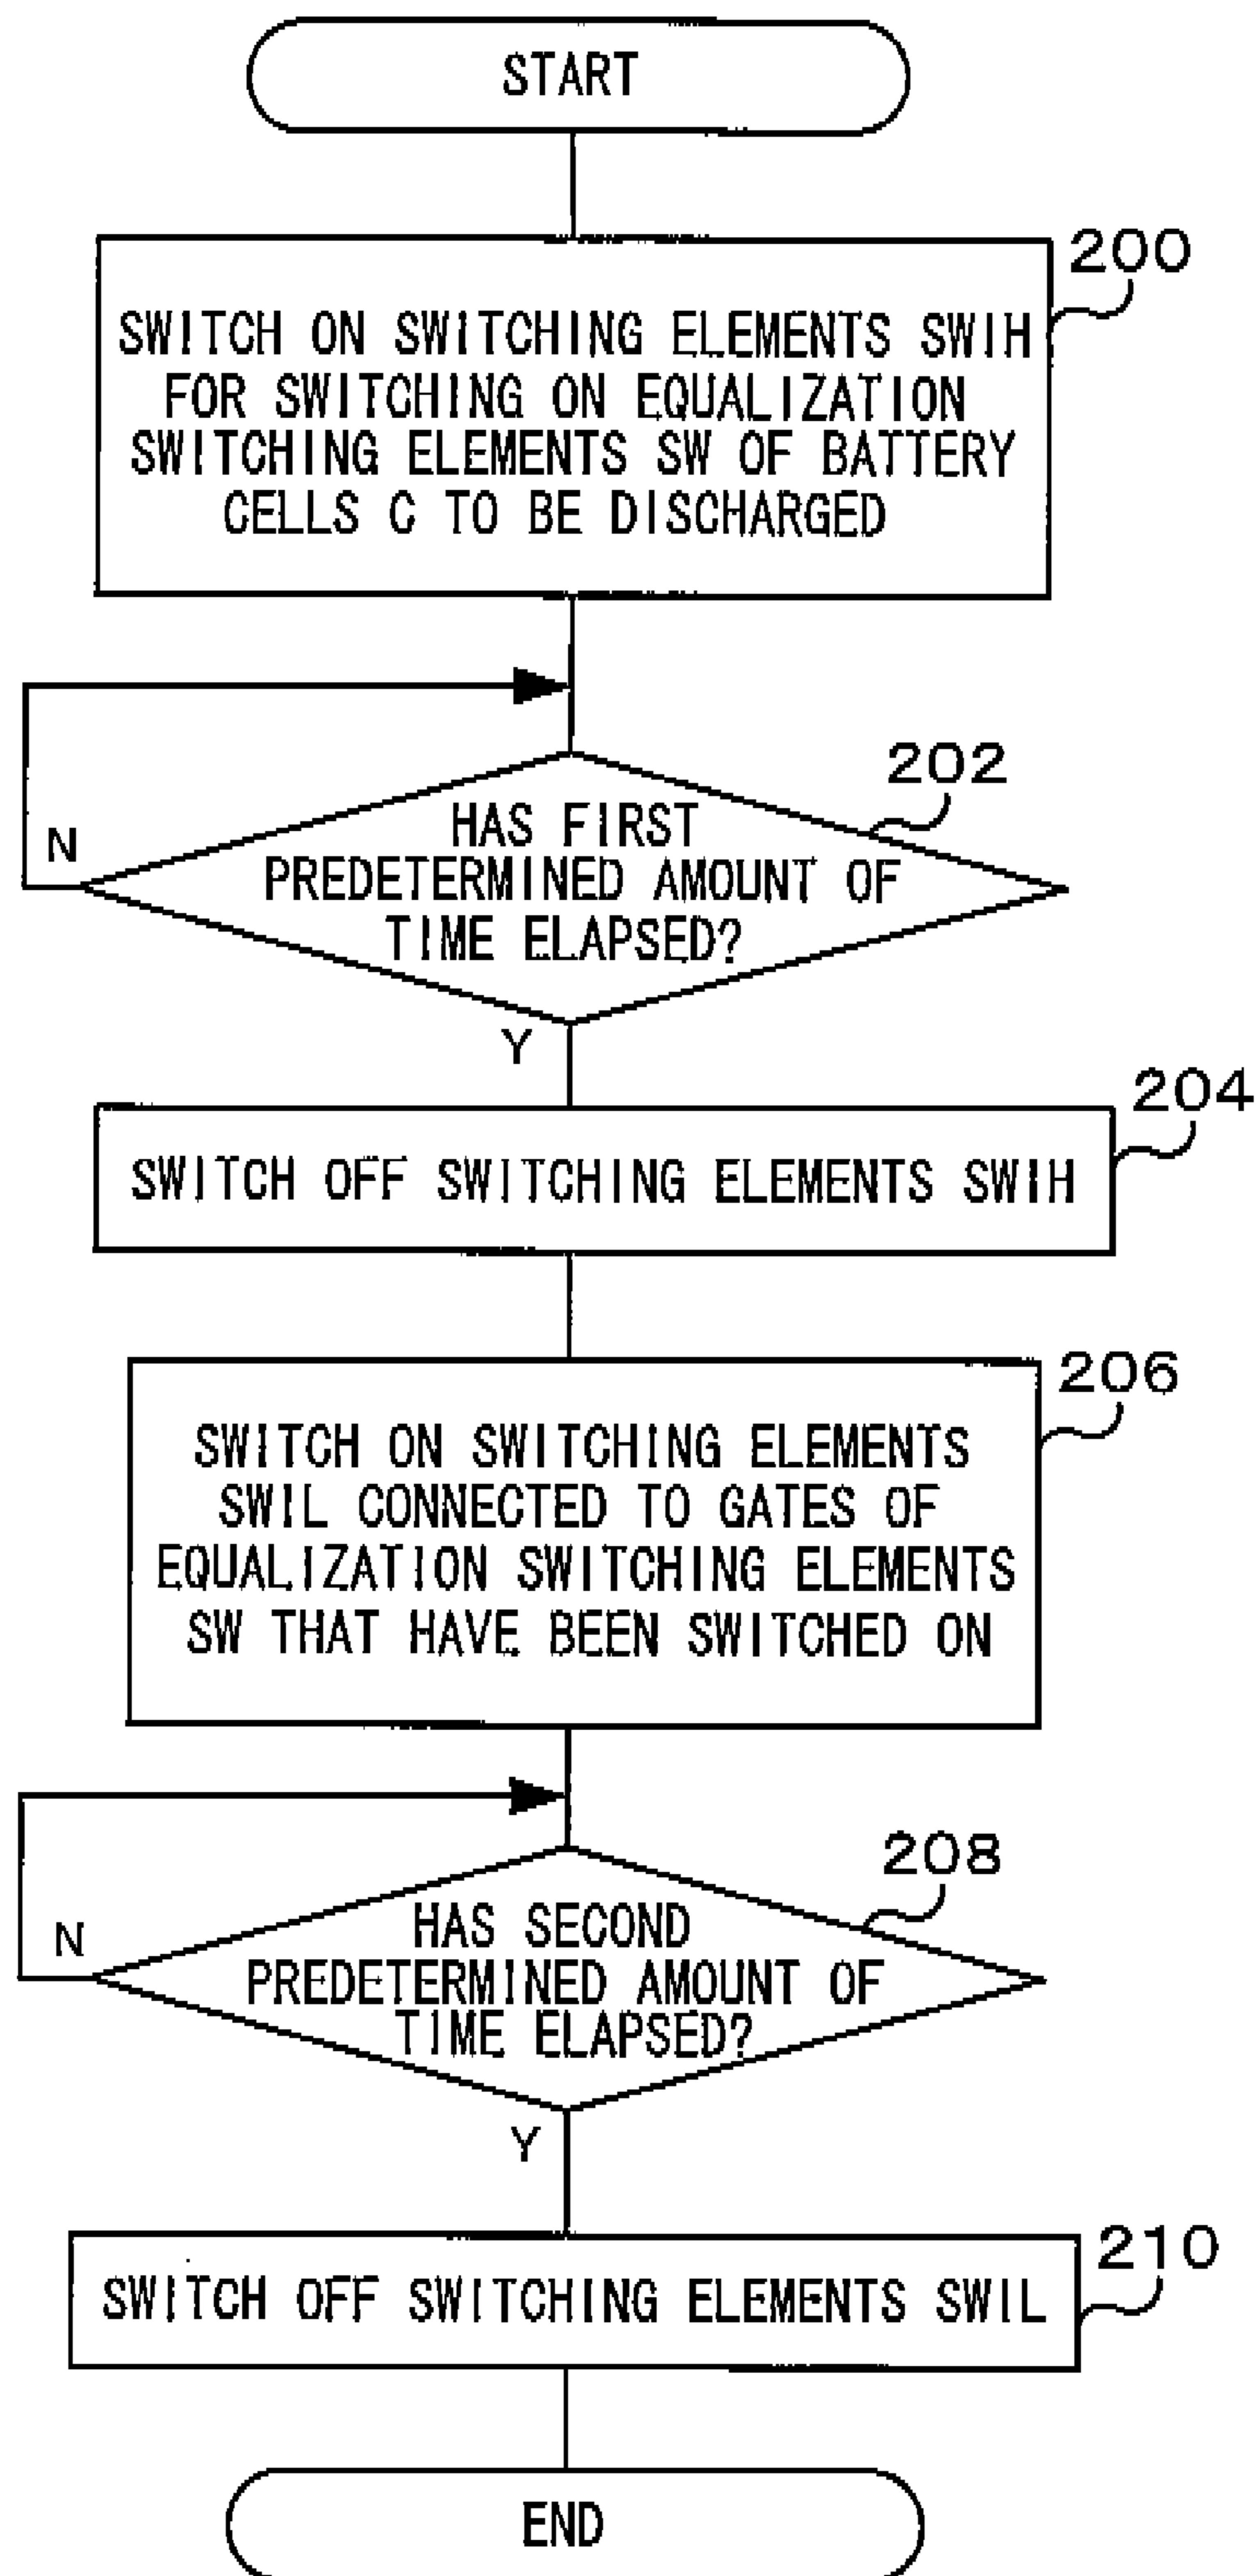 START
200
SWITCH ON SWITCHING ELEMENTS SWIH
FOR SWITCHING ON EQUALIZATION
SWITCHING ELEMENTS SW OF BATTERY
CELLS C TO BE DISCHARGED
202
HAS FIRST
PREDETERMINED AMOUNT OF
TIME ELAPSED?
N
Y
204
SWITCH OFF SWITCHING ELEMENTS SWIH
206
SWITCH ON SWITCHING ELEMENTS
SWIL CONNECTED TO GATES OF
EQUALIZATION SWITCHING ELEMENTS
SW THAT HAVE BEEN SWITCHED ON
208
HAS SECOND
PREDETERMINED AMOUNT OF
TIME ELAPSED?
N
Y
210
SWITCH OFF SWITCHING ELEMENTS SWIL
END